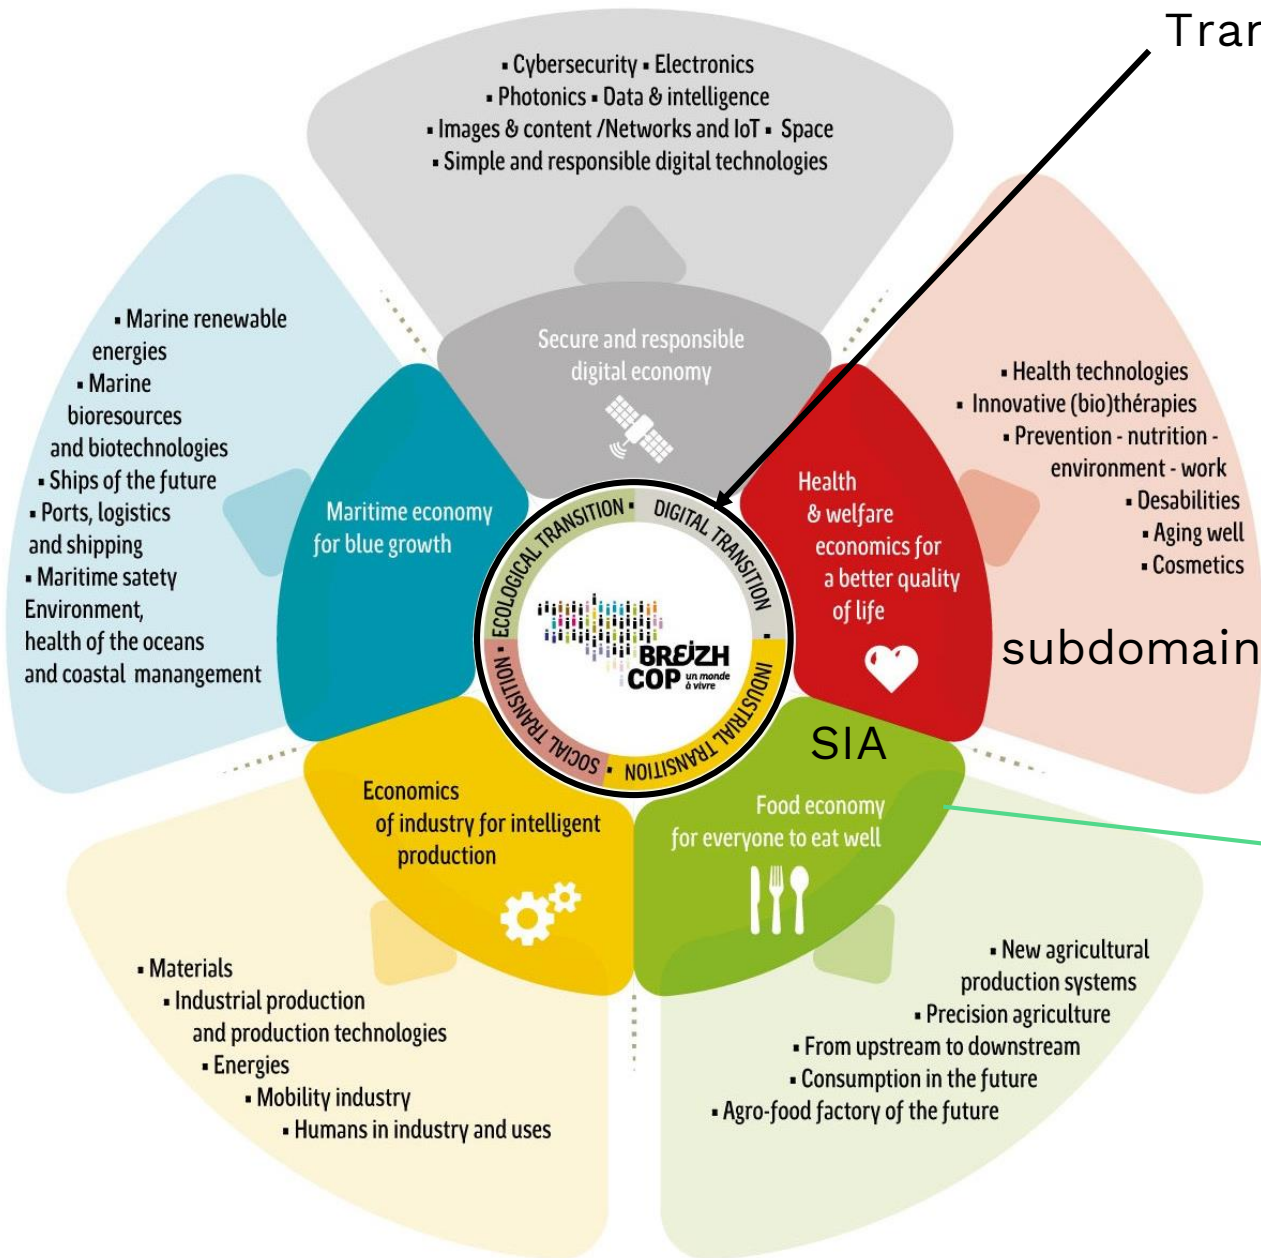 Tran
▪ Cybersecurity ▪ Electronics
▪ Photonics ▪ Data & intelligence
▪ Images & content /Networks and IoT ▪ Space
▪ Simple and responsible digital technologies
Secure and responsible
digital economy
▪ Marine renewable
energies
▪ Marine
bioresources
and biotechnologies
▪ Ships of the future
▪ Ports, logistics
and shipping
▪ Maritime satety
Environment,
health of the oceans
and coastal manangement
Maritime economy
for blue growth
Health
& welfare
economics for
a better quality
of life
▪ Health technologies
▪ Innovative (bio)thérapies
▪ Prevention - nutrition -
environment - work
▪ Desabilities
▪ Aging well
▪ Cosmetics
subdomain
ECOLOGICAL TRANSITION ▪
DIGITAL TRANSITION ▪
INDUSTRIAL TRANSITION ▪
SOCIAL TRANSITION ▪
BREIZH
COP un monde
à vivre
SIA
Economics
of industry for intelligent
production
Food economy
for everyone to eat well
▪ Materials
▪ Industrial production
and production technologies
▪ Energies
▪ Mobility industry
▪ Humans in industry and uses
▪ New agricultural
production systems
▪ Precision agriculture
▪ From upstream to downstream
▪ Consumption in the future
▪ Agro-food factory of the future